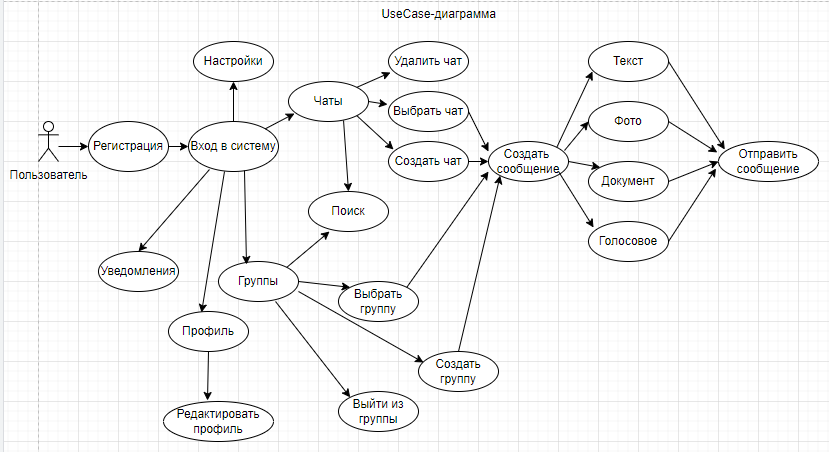 UseCase-диаграмма
Настройки
Удалить чат
Текст
Чаты
Выбрать чат
Фото
Пользователь
Регистрация
Вход в систему
Создать чат
Создать
сообщение
Отправить
сообщение
Документ
Поиск
Голосовое
Уведомления
Группы
Выбрать
группу
Профиль
Создать
группу
Редактировать
профиль
Выйти из
группы